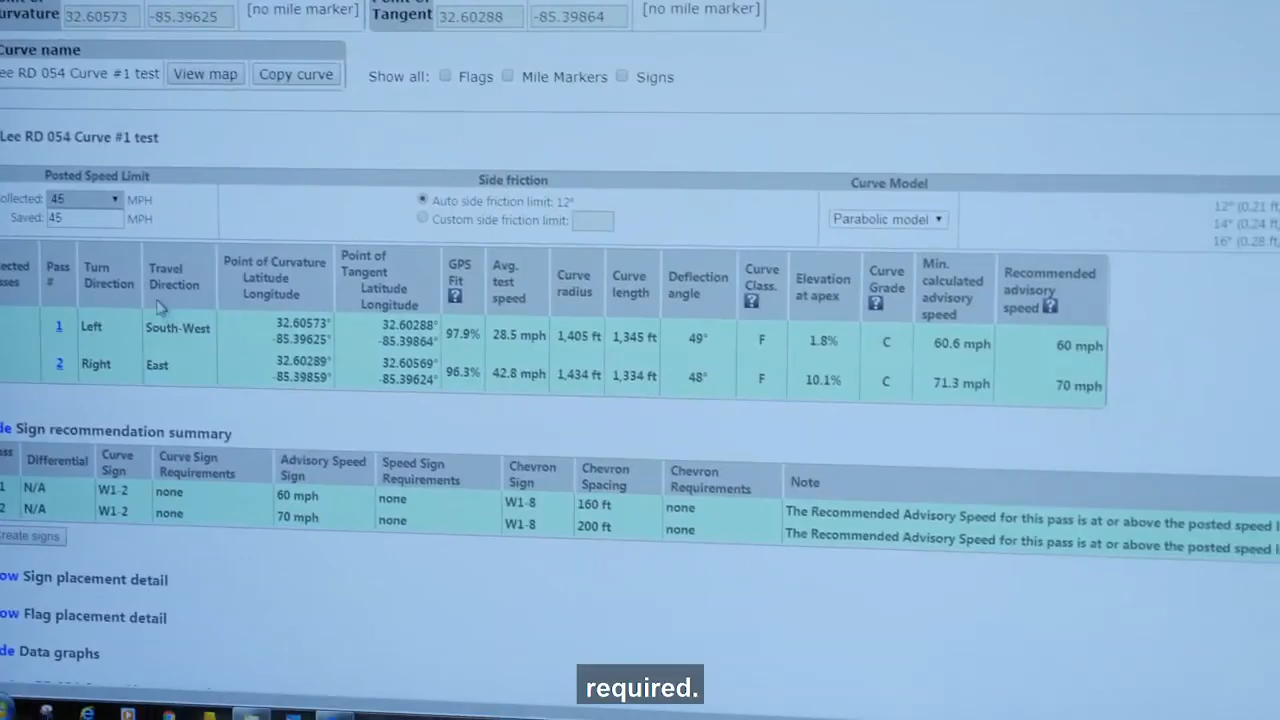 32.60573 -85.39625 [no mile marker] Tangent 32.60288 -85.39864 [no mile marker]
Curve name
ee RD 054 Curve #1 test View map Copy curve Show all: Flags Mile Markers Signs
Lee RD 054 Curve #1 test
Posted Speed Limit Side friction Curve Model
ollected: 45 MPH Auto side friction limit: 12°
Saved: 45 MPH Custom side friction limit: Parabolic model
12° (0.21 ft
14° (0.24 ft
16° (0.28 ft
Pass # Turn Direction Travel Direction Point of Curvature Latitude Longitude Point of Tangent Latitude Longitude GPS Fit ? Avg. test speed Curve radius Curve length Deflection angle Curve Class. ? Elevation at apex Curve Grade ? Min. calculated advisory speed Recommended advisory speed ?
1 Left South-West 32.60573° -85.39625° 32.60288° -85.39864° 97.9% 28.5 mph 1,405 ft 1,345 ft 49° F 1.8% C 60.6 mph 60 mph
2 Right East 32.60289° -85.39859° 32.60569° -85.39624° 96.3% 42.8 mph 1,434 ft 1,334 ft 48° F 10.1% C 71.3 mph 70 mph
de Sign recommendation summary
ss Differential Curve Sign Curve Sign Requirements Advisory Speed Sign Speed Sign Requirements Chevron Sign Chevron Spacing Chevron Requirements Note
1 N/A W1-2 none 60 mph none W1-8 160 ft none The Recommended Advisory Speed for this pass is at or above the posted speed l
2 N/A W1-2 none 70 mph none W1-8 200 ft none The Recommended Advisory Speed for this pass is at or above the posted speed l
reate signs
ow Sign placement detail
ow Flag placement detail
de Data graphs
required.